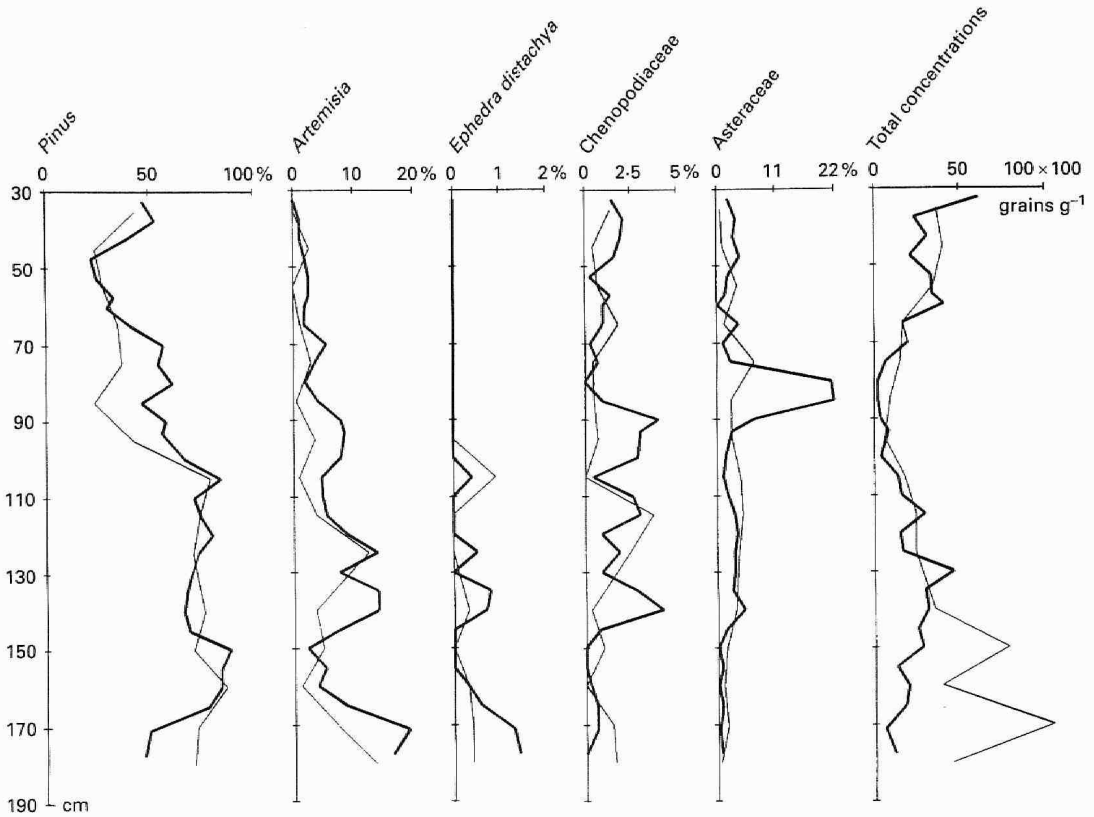 Pinus
Artemisia
Ephedra distachya
Chenopodiaceae
Asteraceae
Total concentrations
0 50 100 %
0 10 20 %
0 1 2 %
0 2·5 5 %
0 11 22 %
0 50 100 × 100
grains g⁻¹
30
50
70
90
110
130
150
170
190 cm